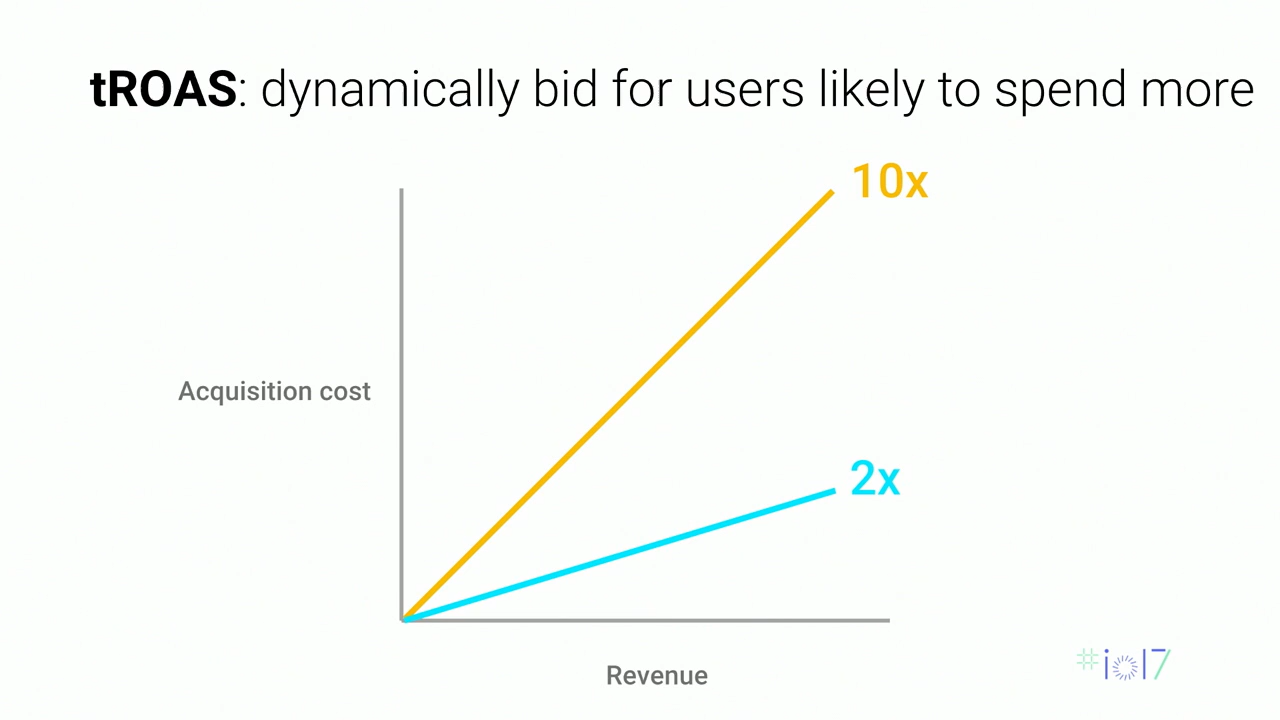 tROAS: dynamically bid for users likely to spend more
10x
Acquisition cost
2x
Revenue
#io17